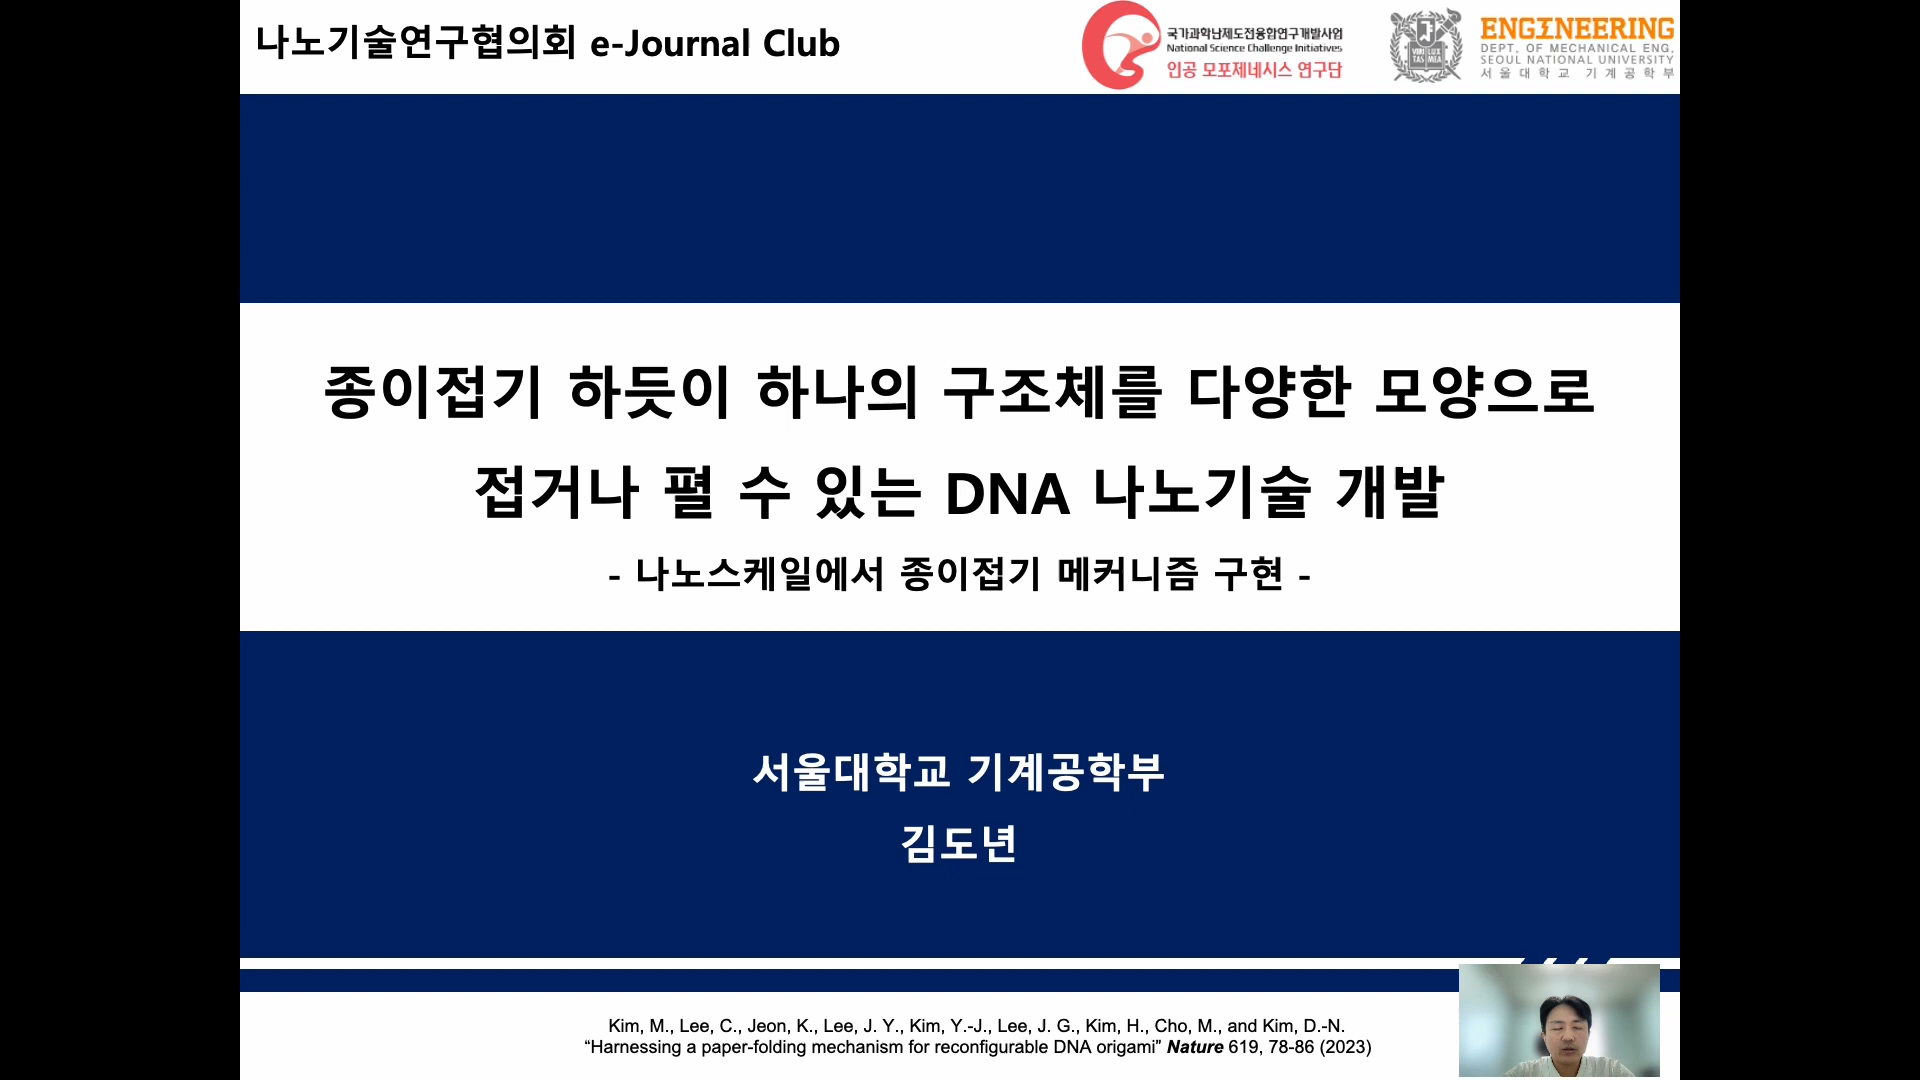 나노기술연구협의회 e-Journal Club
국가과학난제도전융합연구개발사업
National Science Challenge Initiatives
인공 모포제네시스 연구단
VERI LUX
TAS MEA
ENGINEERING
DEPT. OF MECHANICAL ENG.
SEOUL NATIONAL UNIVERSITY
서울대학교 기계공학부
종이접기 하듯이 하나의 구조체를 다양한 모양으로
접거나 펼 수 있는 DNA 나노기술 개발
- 나노스케일에서 종이접기 메커니즘 구현 -
서울대학교 기계공학부
김도년
Kim, M., Lee, C., Jeon, K., Lee, J. Y., Kim, Y.-J., Lee, J. G., Kim, H., Cho, M., and Kim, D.-N.
“Harnessing a paper-folding mechanism for reconfigurable DNA origami” Nature 619, 78-86 (2023)